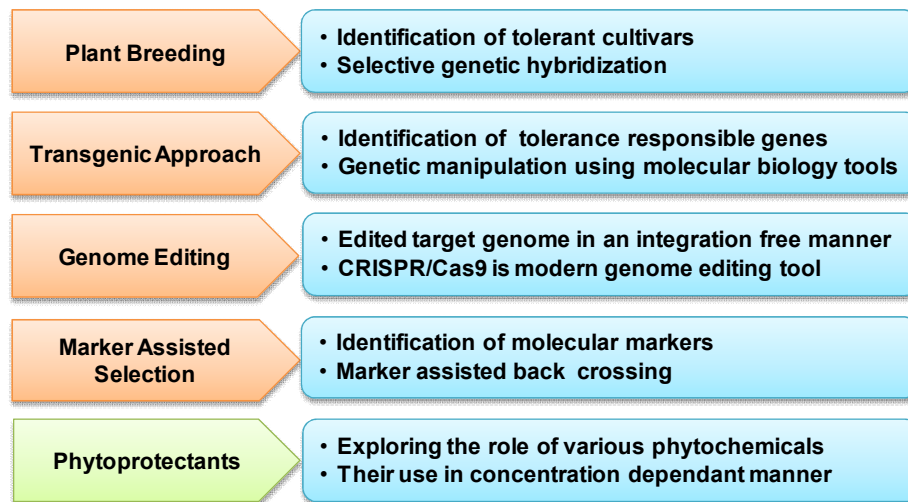 Plant Breeding
• Identification of tolerant cultivars
• Selective genetic hybridization
Transgenic Approach
• Identification of tolerance responsible genes
• Genetic manipulation using molecular biology tools
Genome Editing
• Edited target genome in an integration free manner
• CRISPR/Cas9 is modern genome editing tool
Marker Assisted
Selection
• Identification of molecular markers
• Marker assisted back crossing
Phytoprotectants
• Exploring the role of various phytochemicals
• Their use in concentration dependant manner